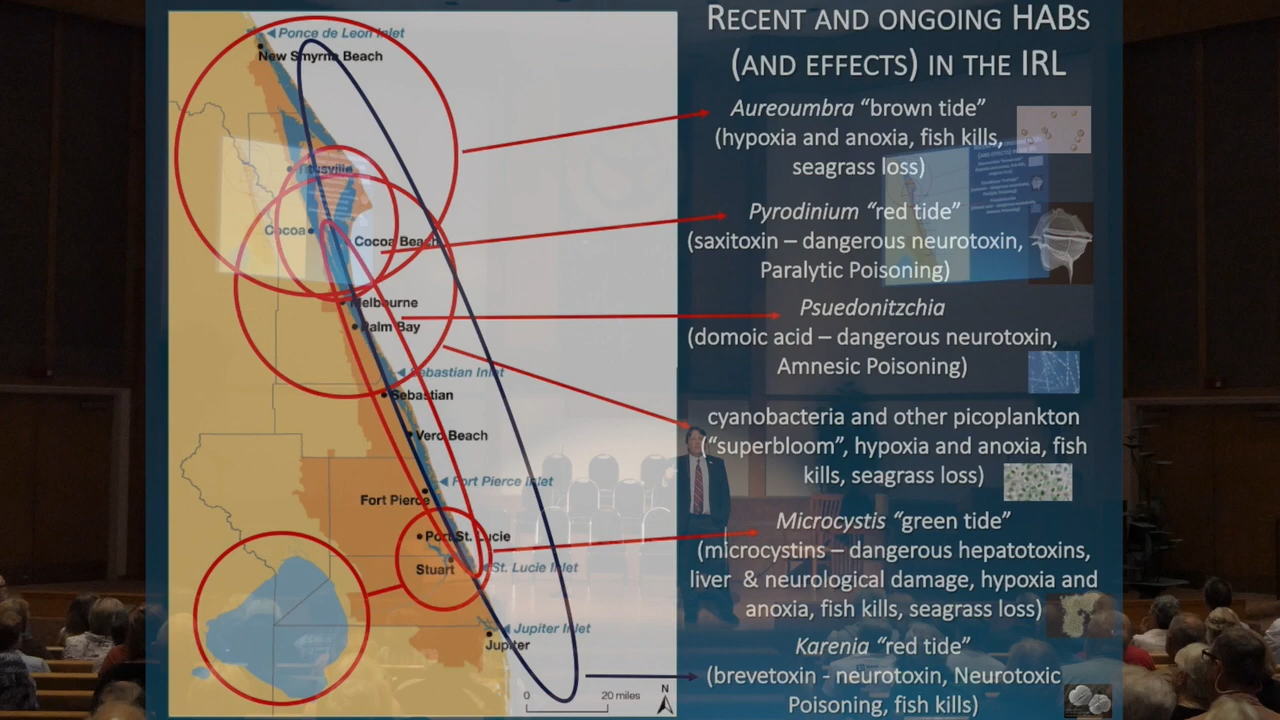 RECENT AND ONGOING HABS
(AND EFFECTS) IN THE IRL
Aureoumbra “brown tide”
(hypoxia and anoxia, fish kills,
seagrass loss)
Pyrodinium “red tide”
(saxitoxin – dangerous neurotoxin,
Paralytic Poisoning)
Psuedonitzchia
(domoic acid – dangerous neurotoxin,
Amnesic Poisoning)
cyanobacteria and other picoplankton
(“superbloom”, hypoxia and anoxia, fish
kills, seagrass loss)
Microcystis “green tide”
(microcystins – dangerous hepatotoxins,
liver & neurological damage, hypoxia and
anoxia, fish kills, seagrass loss)
Karenia “red tide”
(brevetoxin - neurotoxin, Neurotoxic
Poisoning, fish kills)
Ponce de Leon Inlet
New Smyrna Beach
Titusville
Cocoa
Cocoa Beach
Melbourne
Palm Bay
Sebastian Inlet
Sebastian
Vero Beach
Fort Pierce Inlet
Fort Pierce
Port St. Lucie
Stuart
St. Lucie Inlet
Jupiter Inlet
Jupiter
0 20 miles
N